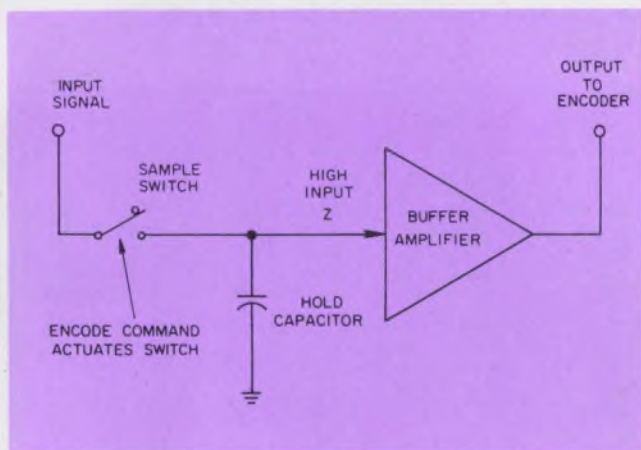 INPUT
SIGNAL
SAMPLE
SWITCH
ENCODE COMMAND
ACTUATES SWITCH
HOLD
CAPACITOR
HIGH
INPUT
Z
BUFFER
AMPLIFIER
OUTPUT
TO
ENCODER